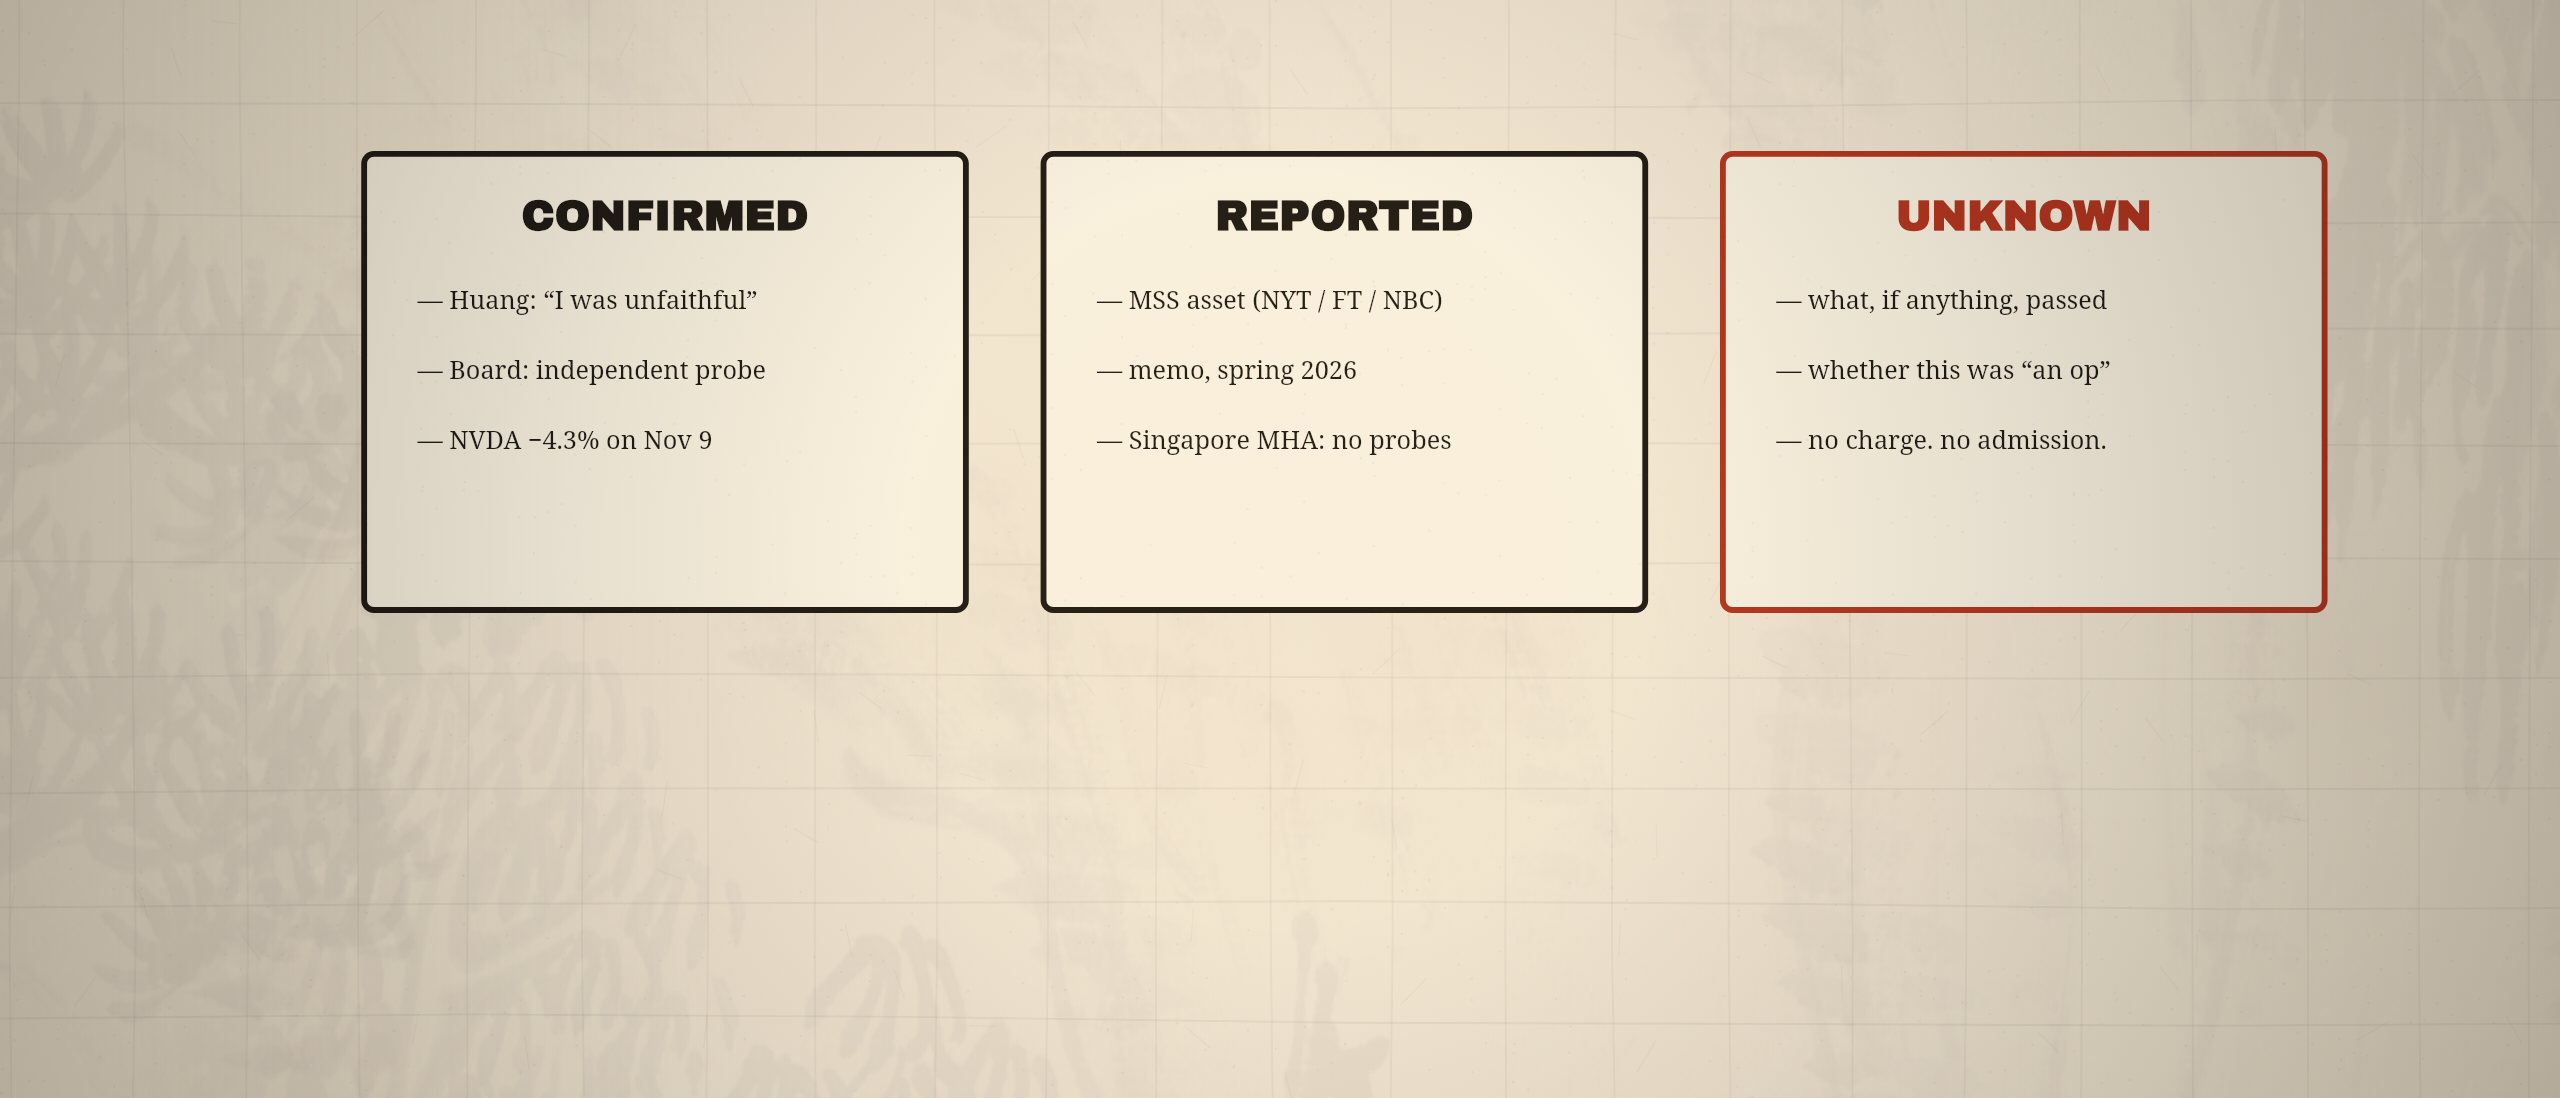 CONFIRMED
— Huang: “I was unfaithful”
— Board: independent probe
— NVDA −4.3% on Nov 9
REPORTED
— MSS asset (NYT / FT / NBC)
— memo, spring 2026
— Singapore MHA: no probes
UNKNOWN
— what, if anything, passed
— whether this was “an op”
— no charge. no admission.